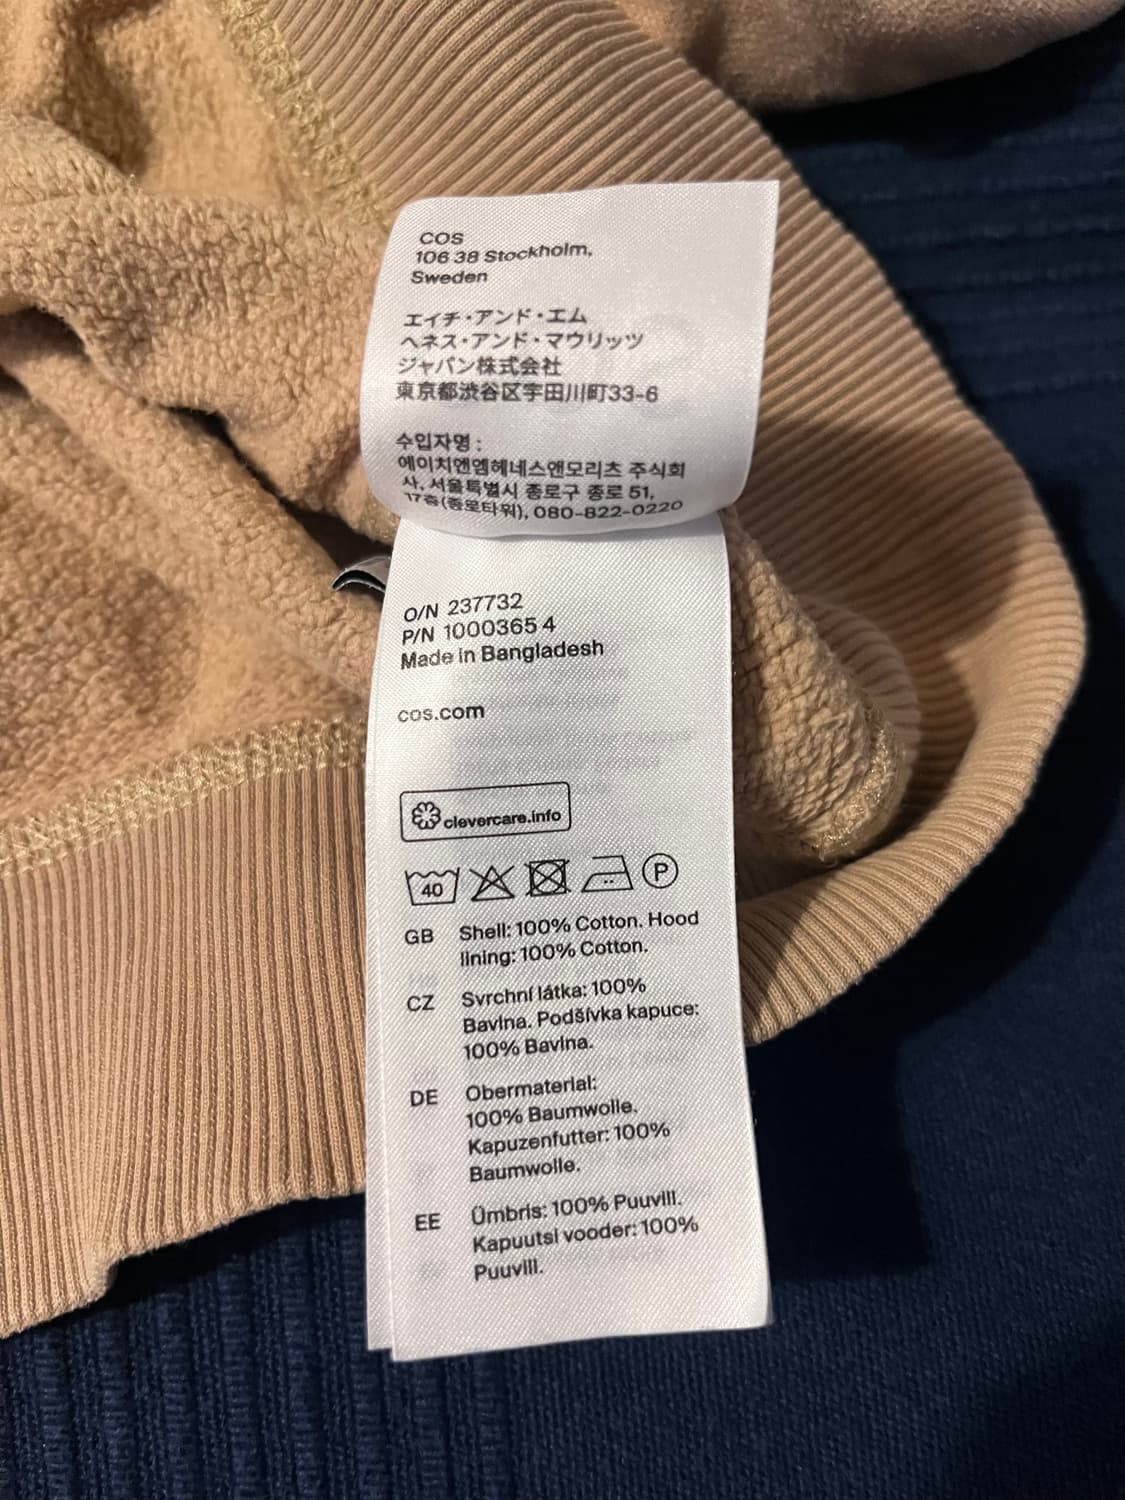 COS
106 38 Stockholm,
Sweden
エイチ・アンド・エム
ヘネス・アンド・マウリッツ
ジャパン株式会社
東京都渋谷区宇田川町33-6
수입자명 :
에이치앤엠헤네스앤모리츠 주식회
사, 서울특별시 종로구 종로 51,
17층(종로타워), 080-822-0220
O/N 237732
P/N 1000365 4
Made in Bangladesh
cos.com
clevercare.info
40 P
GB Shell: 100% Cotton. Hood
lining: 100% Cotton.
CZ Svrchní látka: 100%
Bavlna. Podšívka kapuce:
100% Bavlna.
DE Obermaterial:
100% Baumwolle.
Kapuzenfutter: 100%
Baumwolle.
EE Ümbris: 100% Puuvill.
Kapuutsi vooder: 100%
Puuvill.